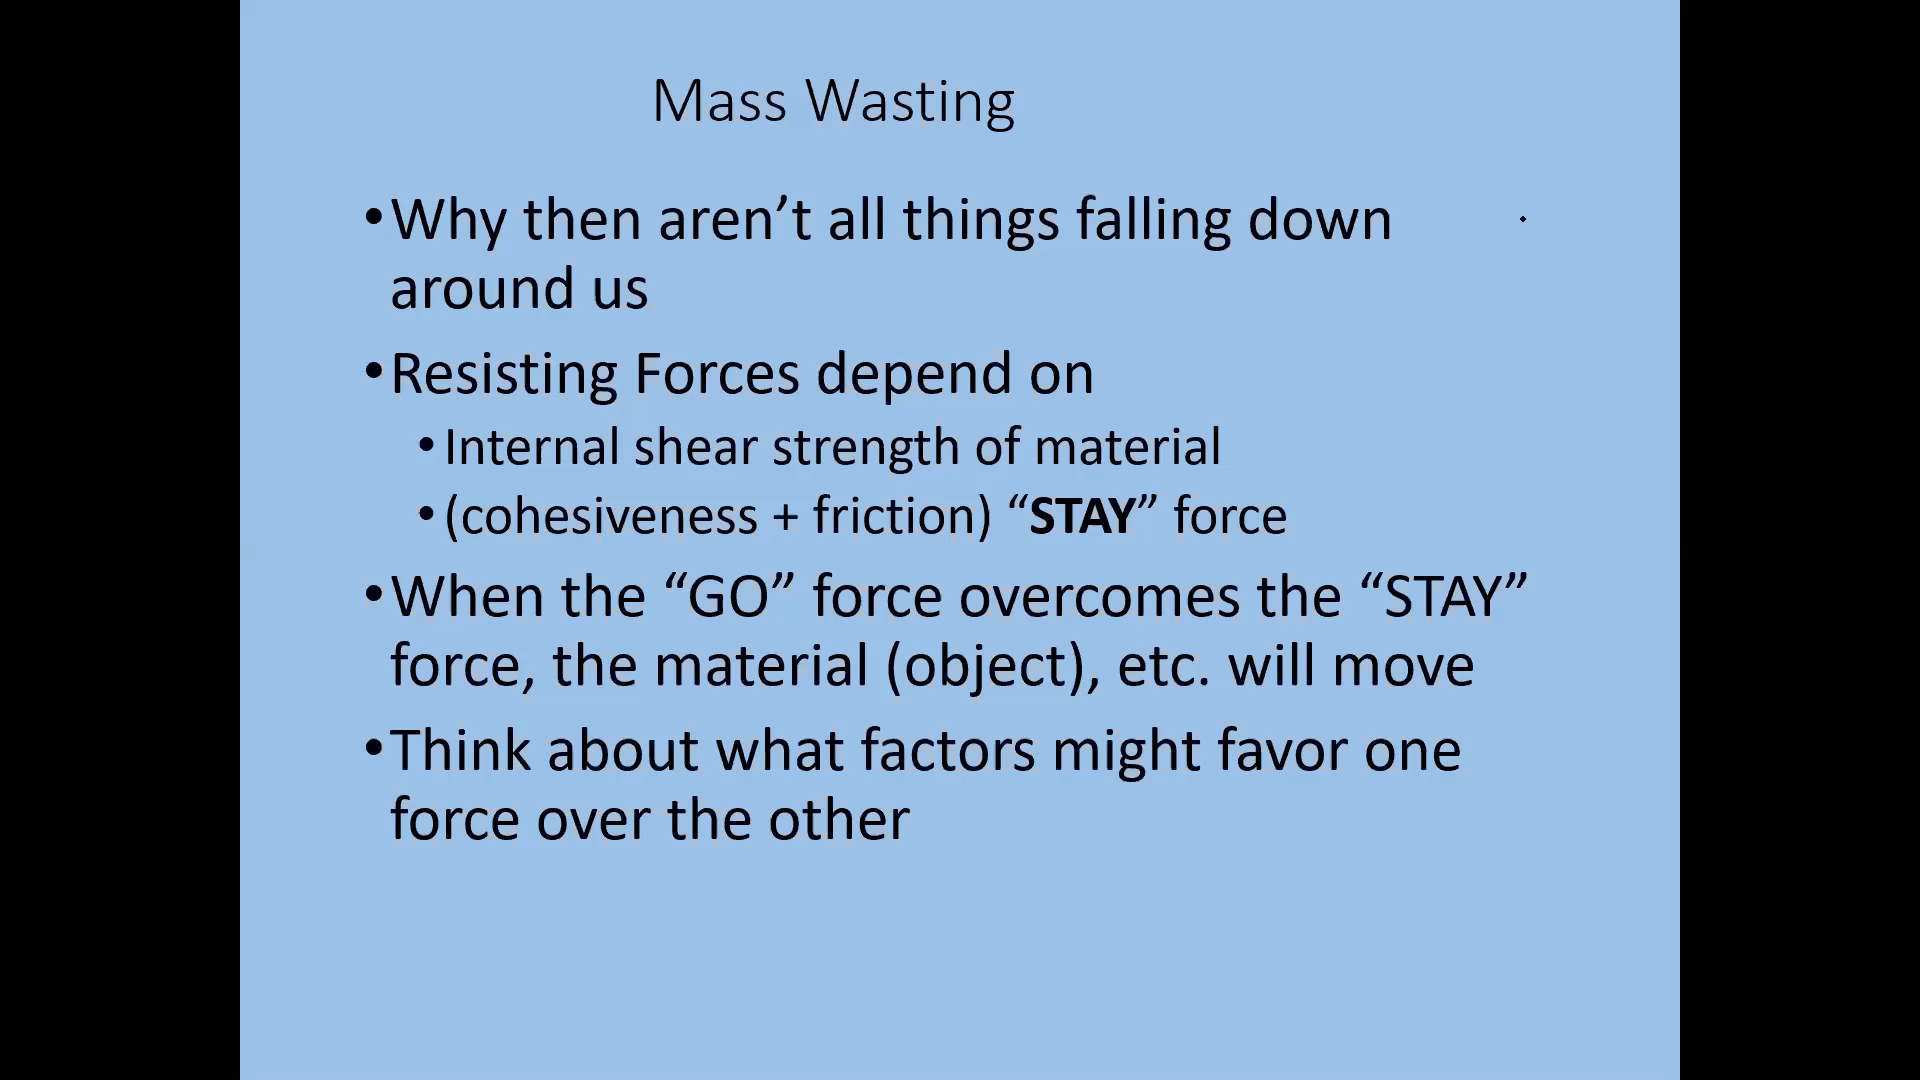 Mass Wasting
•Why then aren’t all things falling down
around us
•Resisting Forces depend on
•Internal shear strength of material
•(cohesiveness + friction) “STAY” force
•When the “GO” force overcomes the “STAY”
force, the material (object), etc. will move
•Think about what factors might favor one
force over the other